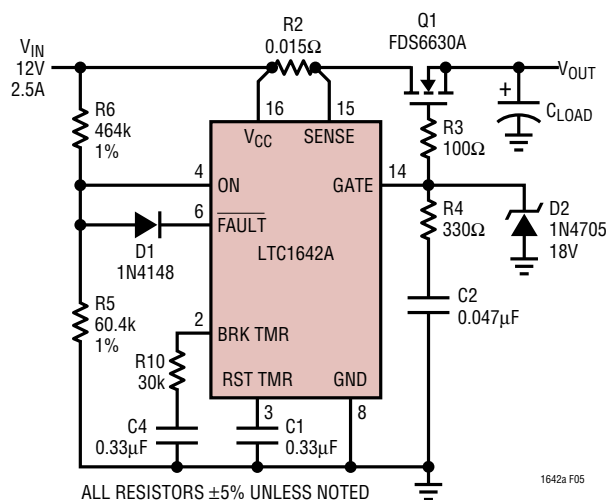 V_IN
12V
2.5A
R2
0.015Ω
Q1
FDS6630A
V_OUT
+
C_LOAD
R6
464k
1%
16
15
V_CC
SENSE
R3
100Ω
4
ON
GATE
14
6
FAULT
D1
1N4148
LTC1642A
R4
330Ω
D2
1N4705
18V
R5
60.4k
1%
2
BRK TMR
C2
0.047µF
R10
30k
RST TMR
GND
3
8
C4
0.33µF
C1
0.33µF
ALL RESISTORS ±5% UNLESS NOTED
1642a F05